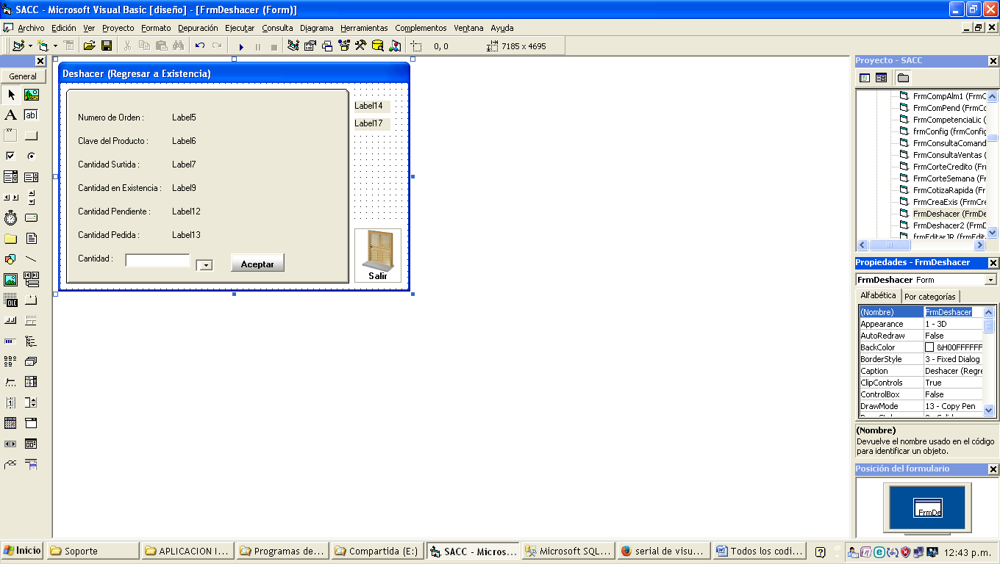 SACC - Microsoft Visual Basic [diseño] - [FrmDeshacer (Form)]
Archivo Edición Ver Proyecto Formato Depuración Ejecutar Consulta Diagrama Herramientas Complementos Ventana Ayuda
0, 0
7185 x 4695
General
Deshacer (Regresar a Existencia)
Numero de Orden : Label5
Clave del Producto : Label6
Cantidad Surtida : Label7
Cantidad en Existencia : Label9
Cantidad Pendiente : Label12
Cantidad Pedida : Label13
Cantidad :
Aceptar
Label14
Label17
Salir
Proyecto - SACC
FrmCompAlm1 (FrmC
FrmComPend (FrmCo
FrmCompetenciaLic (
frmConfig (frmConfig
FrmConsultaComand
FrmConsultaVentas (
FrmCorteCredito (Fr
FrmCorteSemana (Fr
FrmCotizaRapida (Fr
FrmCreaExis (FrmCre
FrmDeshacer (FrmDe
FrmDeshacer2 (FrmD
frmEditarJR (frmEdit
Propiedades - FrmDeshacer
FrmDeshacer Form
Alfabética Por categorías
(Nombre) FrmDeshacer
Appearance 1 - 3D
AutoRedraw False
BackColor &H00FFFFFF
BorderStyle 3 - Fixed Dialog
Caption Deshacer (Regre
ClipControls True
ControlBox False
DrawMode 13 - Copy Pen
(Nombre)
Devuelve el nombre usado en el código
para identificar un objeto.
Posición del formulario
FrmDe
Inicio
Soporte
APLICACION I...
Programas de...
Compartida (E:)
SACC - Micros...
Microsoft SQL...
serial de visu...
Todos los codi...
12:43 p.m.